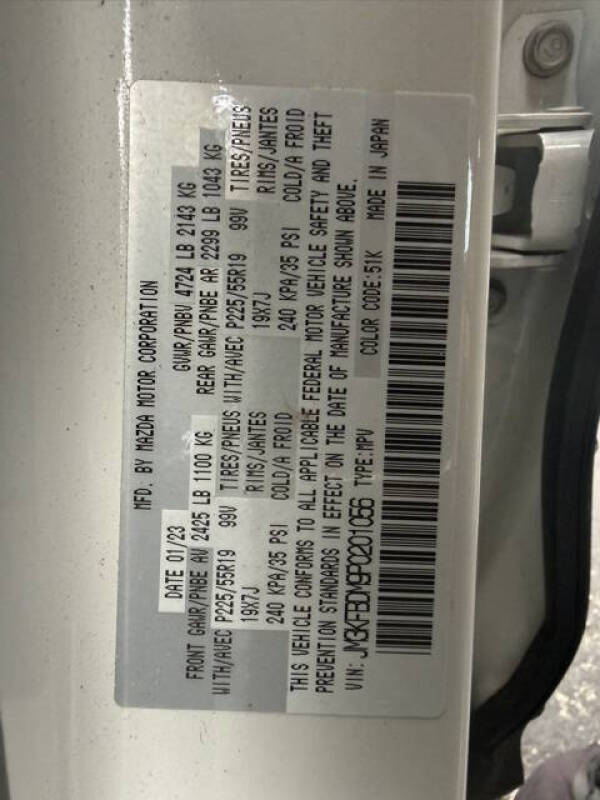 MFD. BY MAZDA MOTOR CORPORATION
DATE 01/23 GVWR/PNBV 4724 LB 2143 KG
FRONT GAWR/PNBE AV 2425 LB 1100 KG REAR GAWR/PNBE AR 2299 LB 1043 KG
WITH/AVEC P225/55R19 99V TIRES/PNEUS WITH/AVEC P225/55R19 99V TIRES/PNEUS
19X7J RIMS/JANTES 19X7J RIMS/JANTES
240 KPA/35 PSI COLD/A FROID 240 KPA/35 PSI COLD/A FROID
THIS VEHICLE CONFORMS TO ALL APPLICABLE FEDERAL MOTOR VEHICLE SAFETY AND THEFT
PREVENTION STANDARDS IN EFFECT ON THE DATE OF MANUFACTURE SHOWN ABOVE.
VIN: JM3KFBDM9P0201056 TYPE:MPV COLOR CODE:51K MADE IN JAPAN